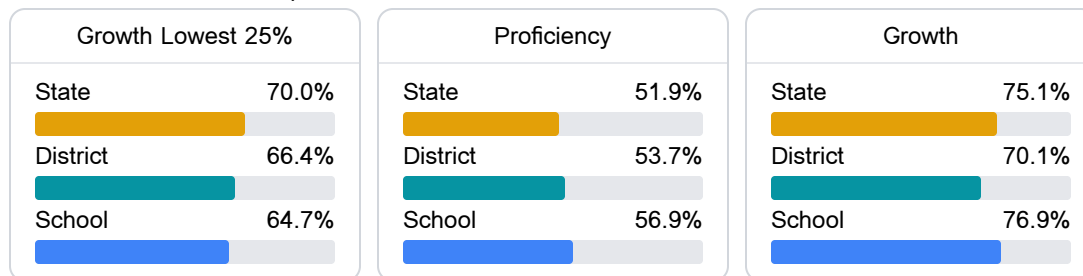 Growth Lowest 25%
State 70.0%
District 66.4%
School 64.7%
Proficiency
State 51.9%
District 53.7%
School 56.9%
Growth
State 75.1%
District 70.1%
School 76.9%